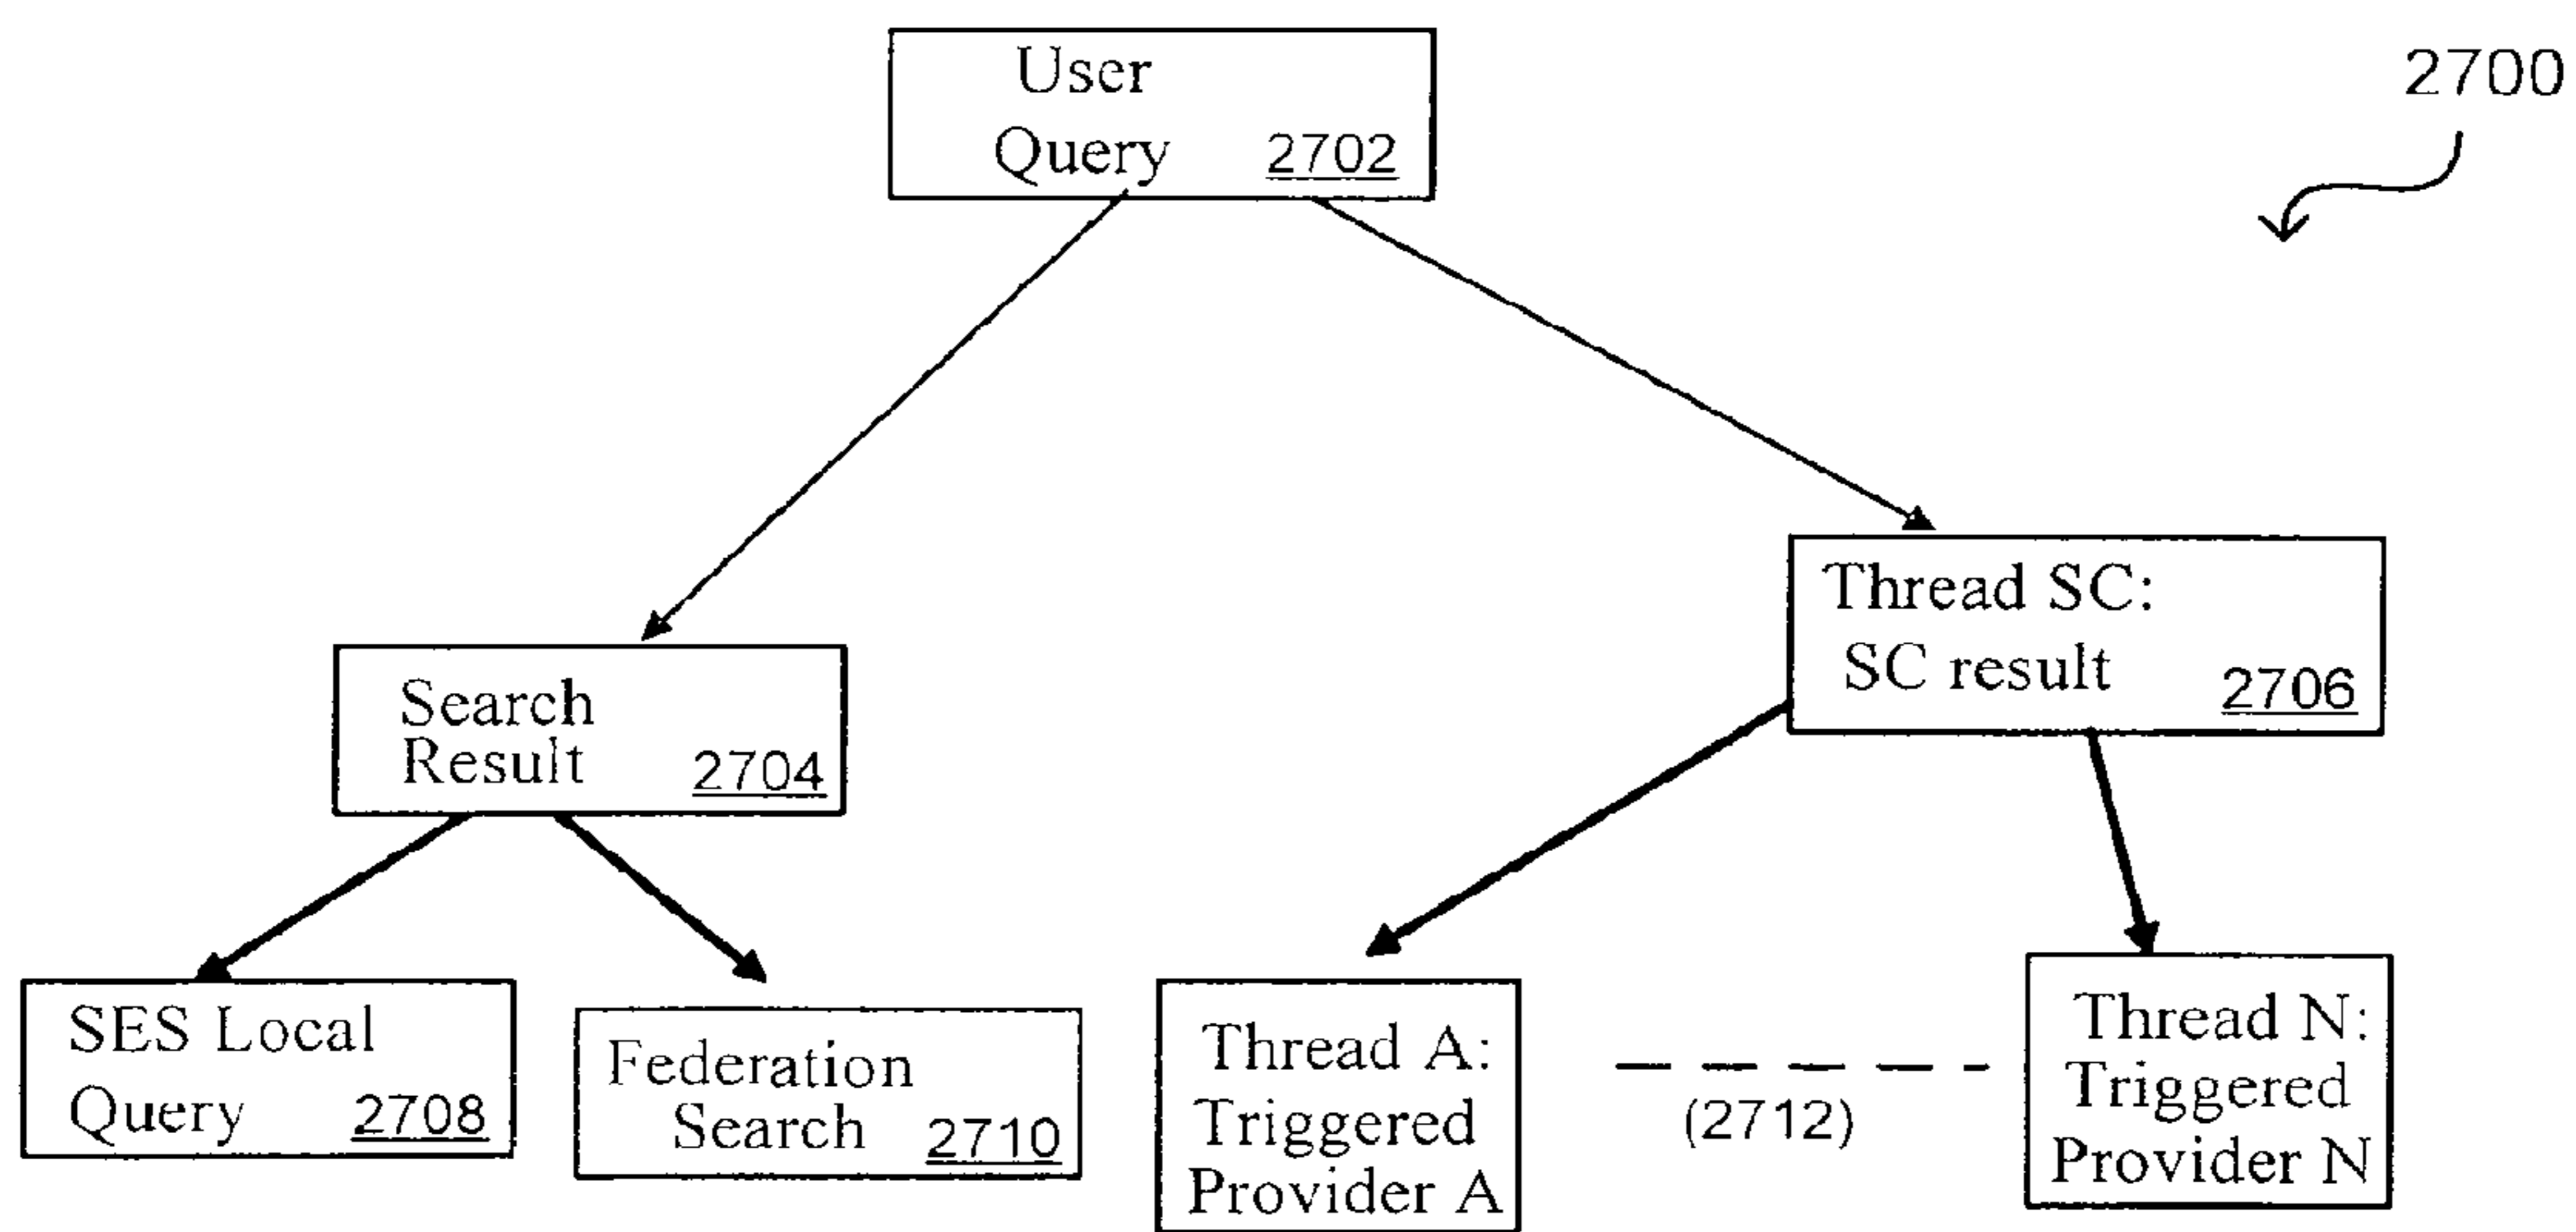 User
Query 2702
2700
Thread SC:
SC result 2706
Search
Result 2704
SES Local
Query 2708
Federation
Search 2710
Thread A:
Triggered
Provider A
(2712)
Thread N:
Triggered
Provider N